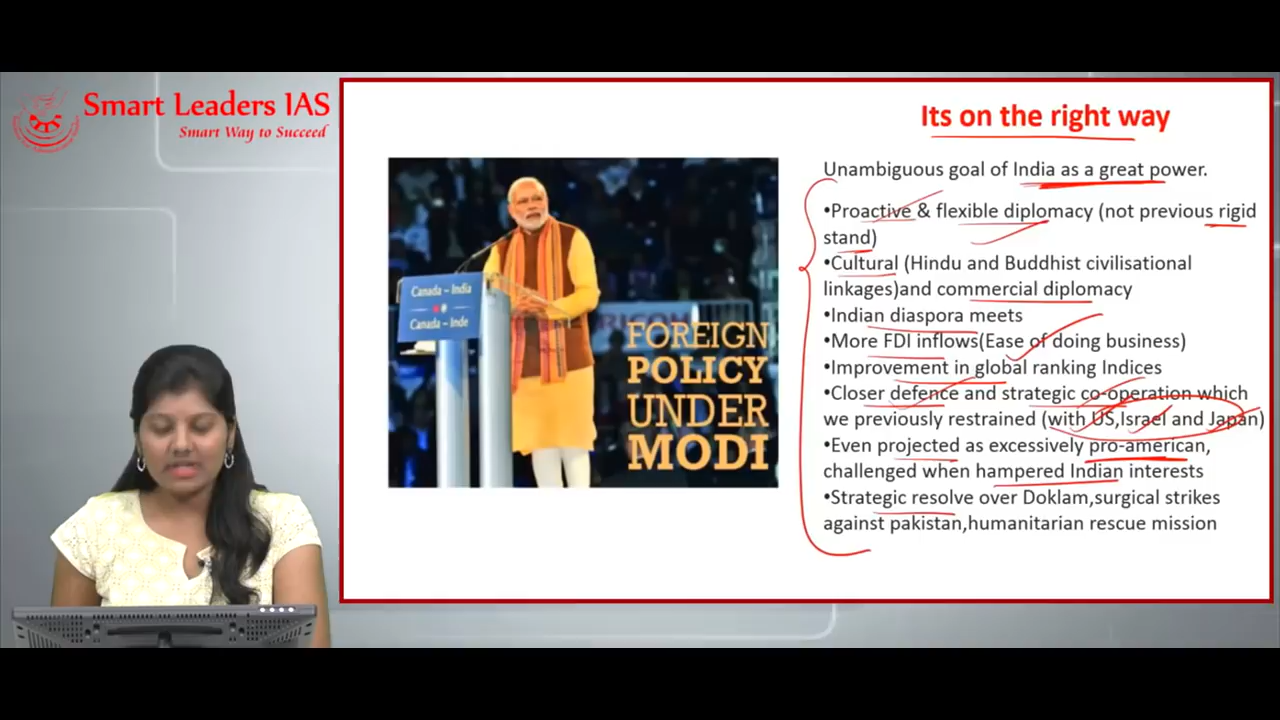 Smart Leaders IAS
Smart Way to Succeed
Its on the right way
Unambiguous goal of India as a great power.
•Proactive & flexible diplomacy (not previous rigid
stand)
•Cultural (Hindu and Buddhist civilisational
linkages)and commercial diplomacy
•Indian diaspora meets
•More FDI inflows(Ease of doing business)
•Improvement in global ranking Indices
•Closer defence and strategic co-operation which
we previously restrained (with US,Israel and Japan)
•Even projected as excessively pro-american,
challenged when hampered Indian interests
•Strategic resolve over Doklam,surgical strikes
against pakistan,humanitarian rescue mission
Canada – India
Canada – Inde
FOREIGN
POLICY
UNDER
MODI